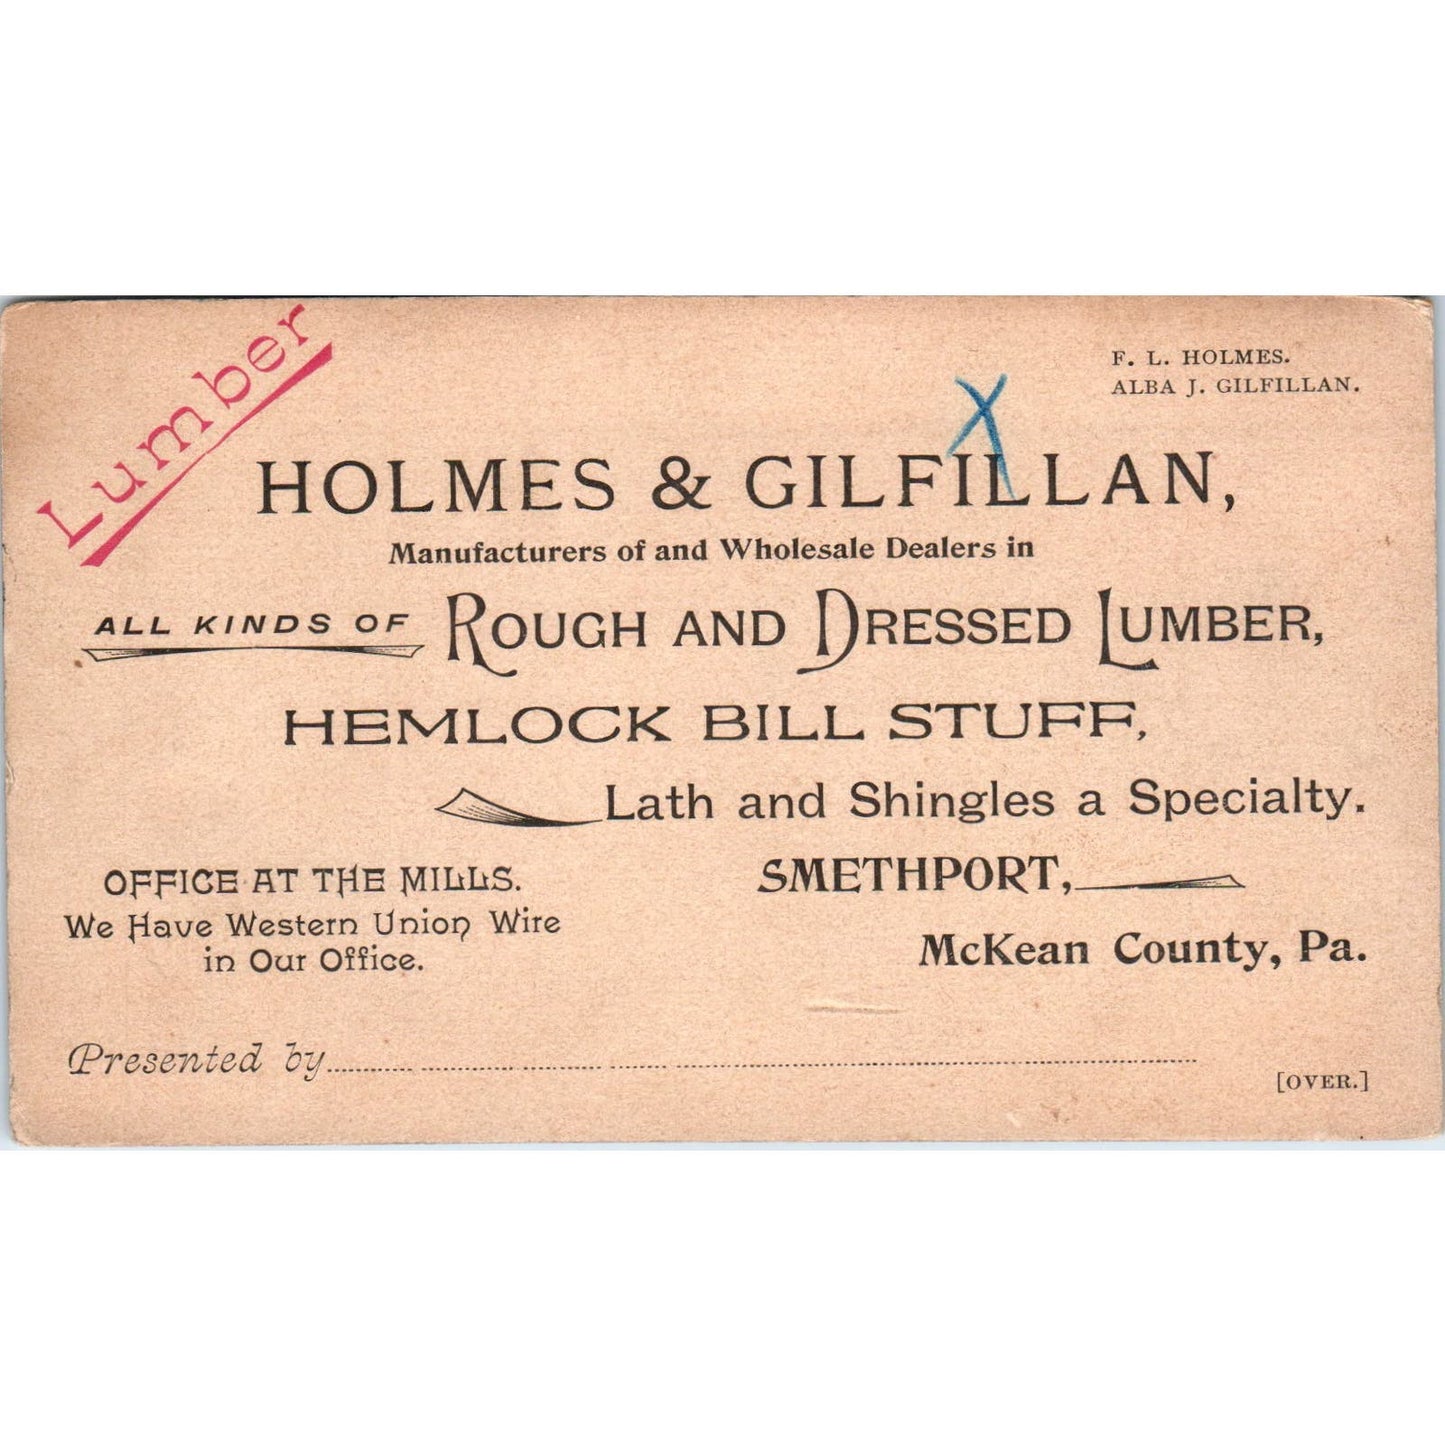 Lumber
F. L. HOLMES.
ALBA J. GILFILLAN.
X
HOLMES & GILFILLAN,
Manufacturers of and Wholesale Dealers in
ALL KINDS OF ROUGH AND DRESSED LUMBER,
HEMLOCK BILL STUFF,
Lath and Shingles a Specialty.
OFFICE AT THE MILLS.
We Have Western Union Wire
in Our Office.
SMETHPORT,
McKean County, Pa.
Presented by
[OVER.]